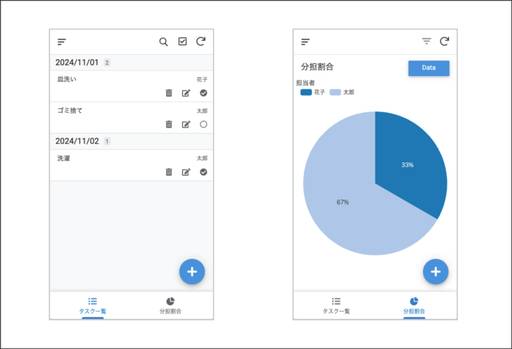 2024/11/01 2
皿洗い 花子
ゴミ捨て 太郎
2024/11/02 1
洗濯 太郎
タスク一覧 分担割合
分担割合 Data
担当者
花子 太郎
33%
67%
タスク一覧 分担割合